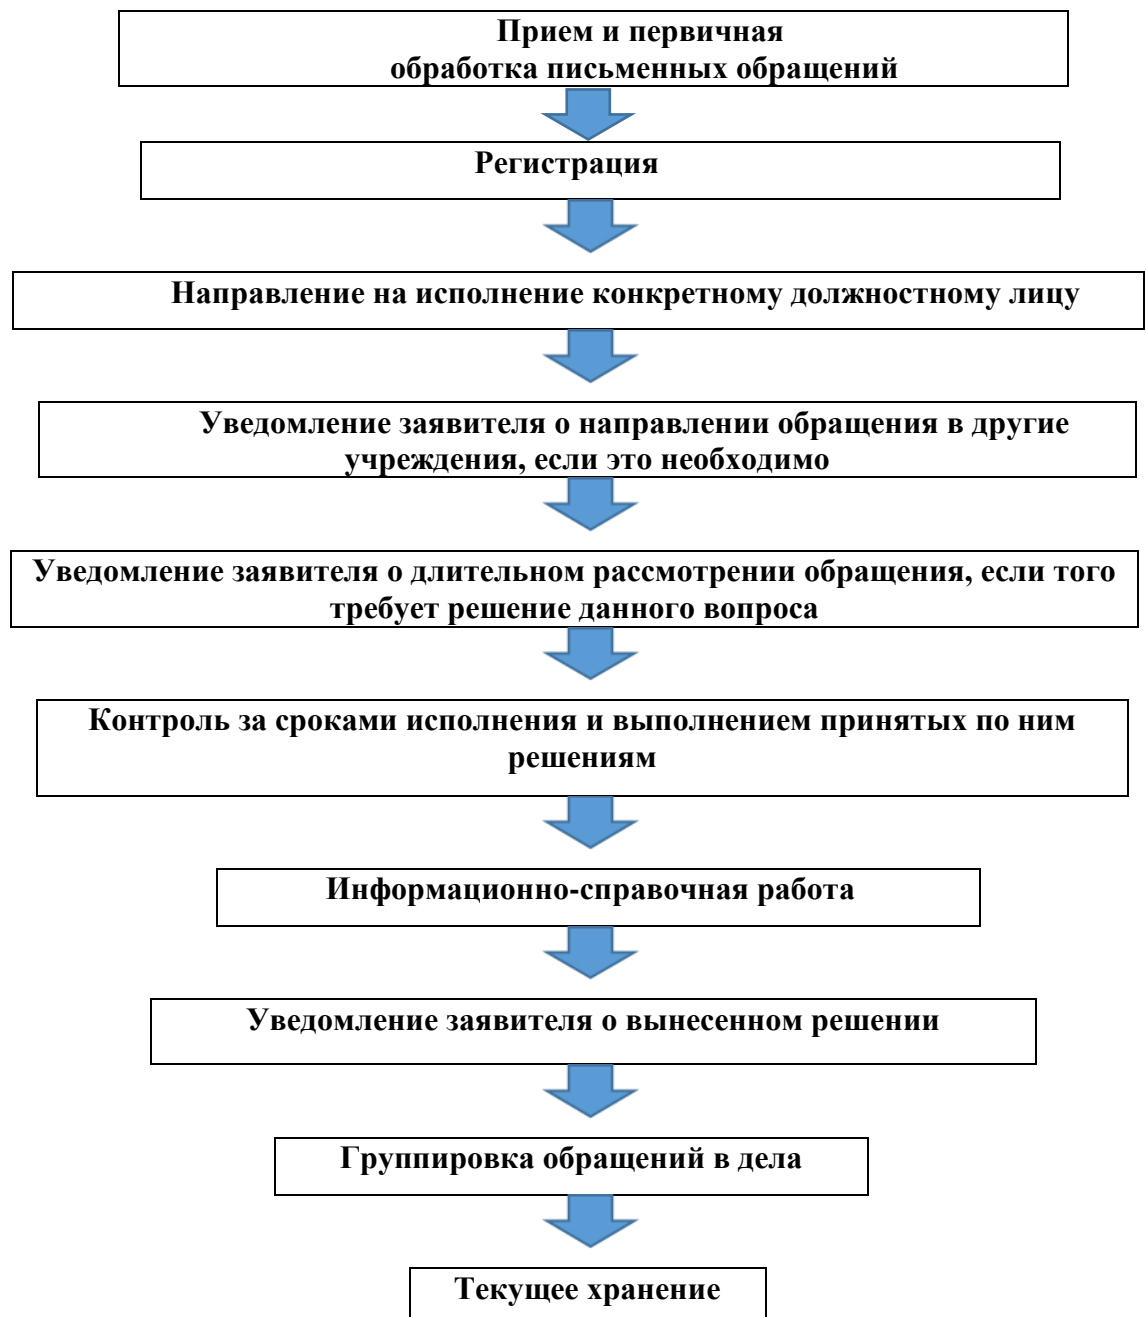 Прием и первичная
обработка письменных обращений
Регистрация
Направление на исполнение конкретному должностному лицу
Уведомление заявителя о направлении обращения в другие
учреждения, если это необходимо
Уведомление заявителя о длительном рассмотрении обращения, если того
требует решение данного вопроса
Контроль за сроками исполнения и выполнением принятых по ним
решениям
Информационно-справочная работа
Уведомление заявителя о вынесенном решении
Группировка обращений в дела
Текущее хранение